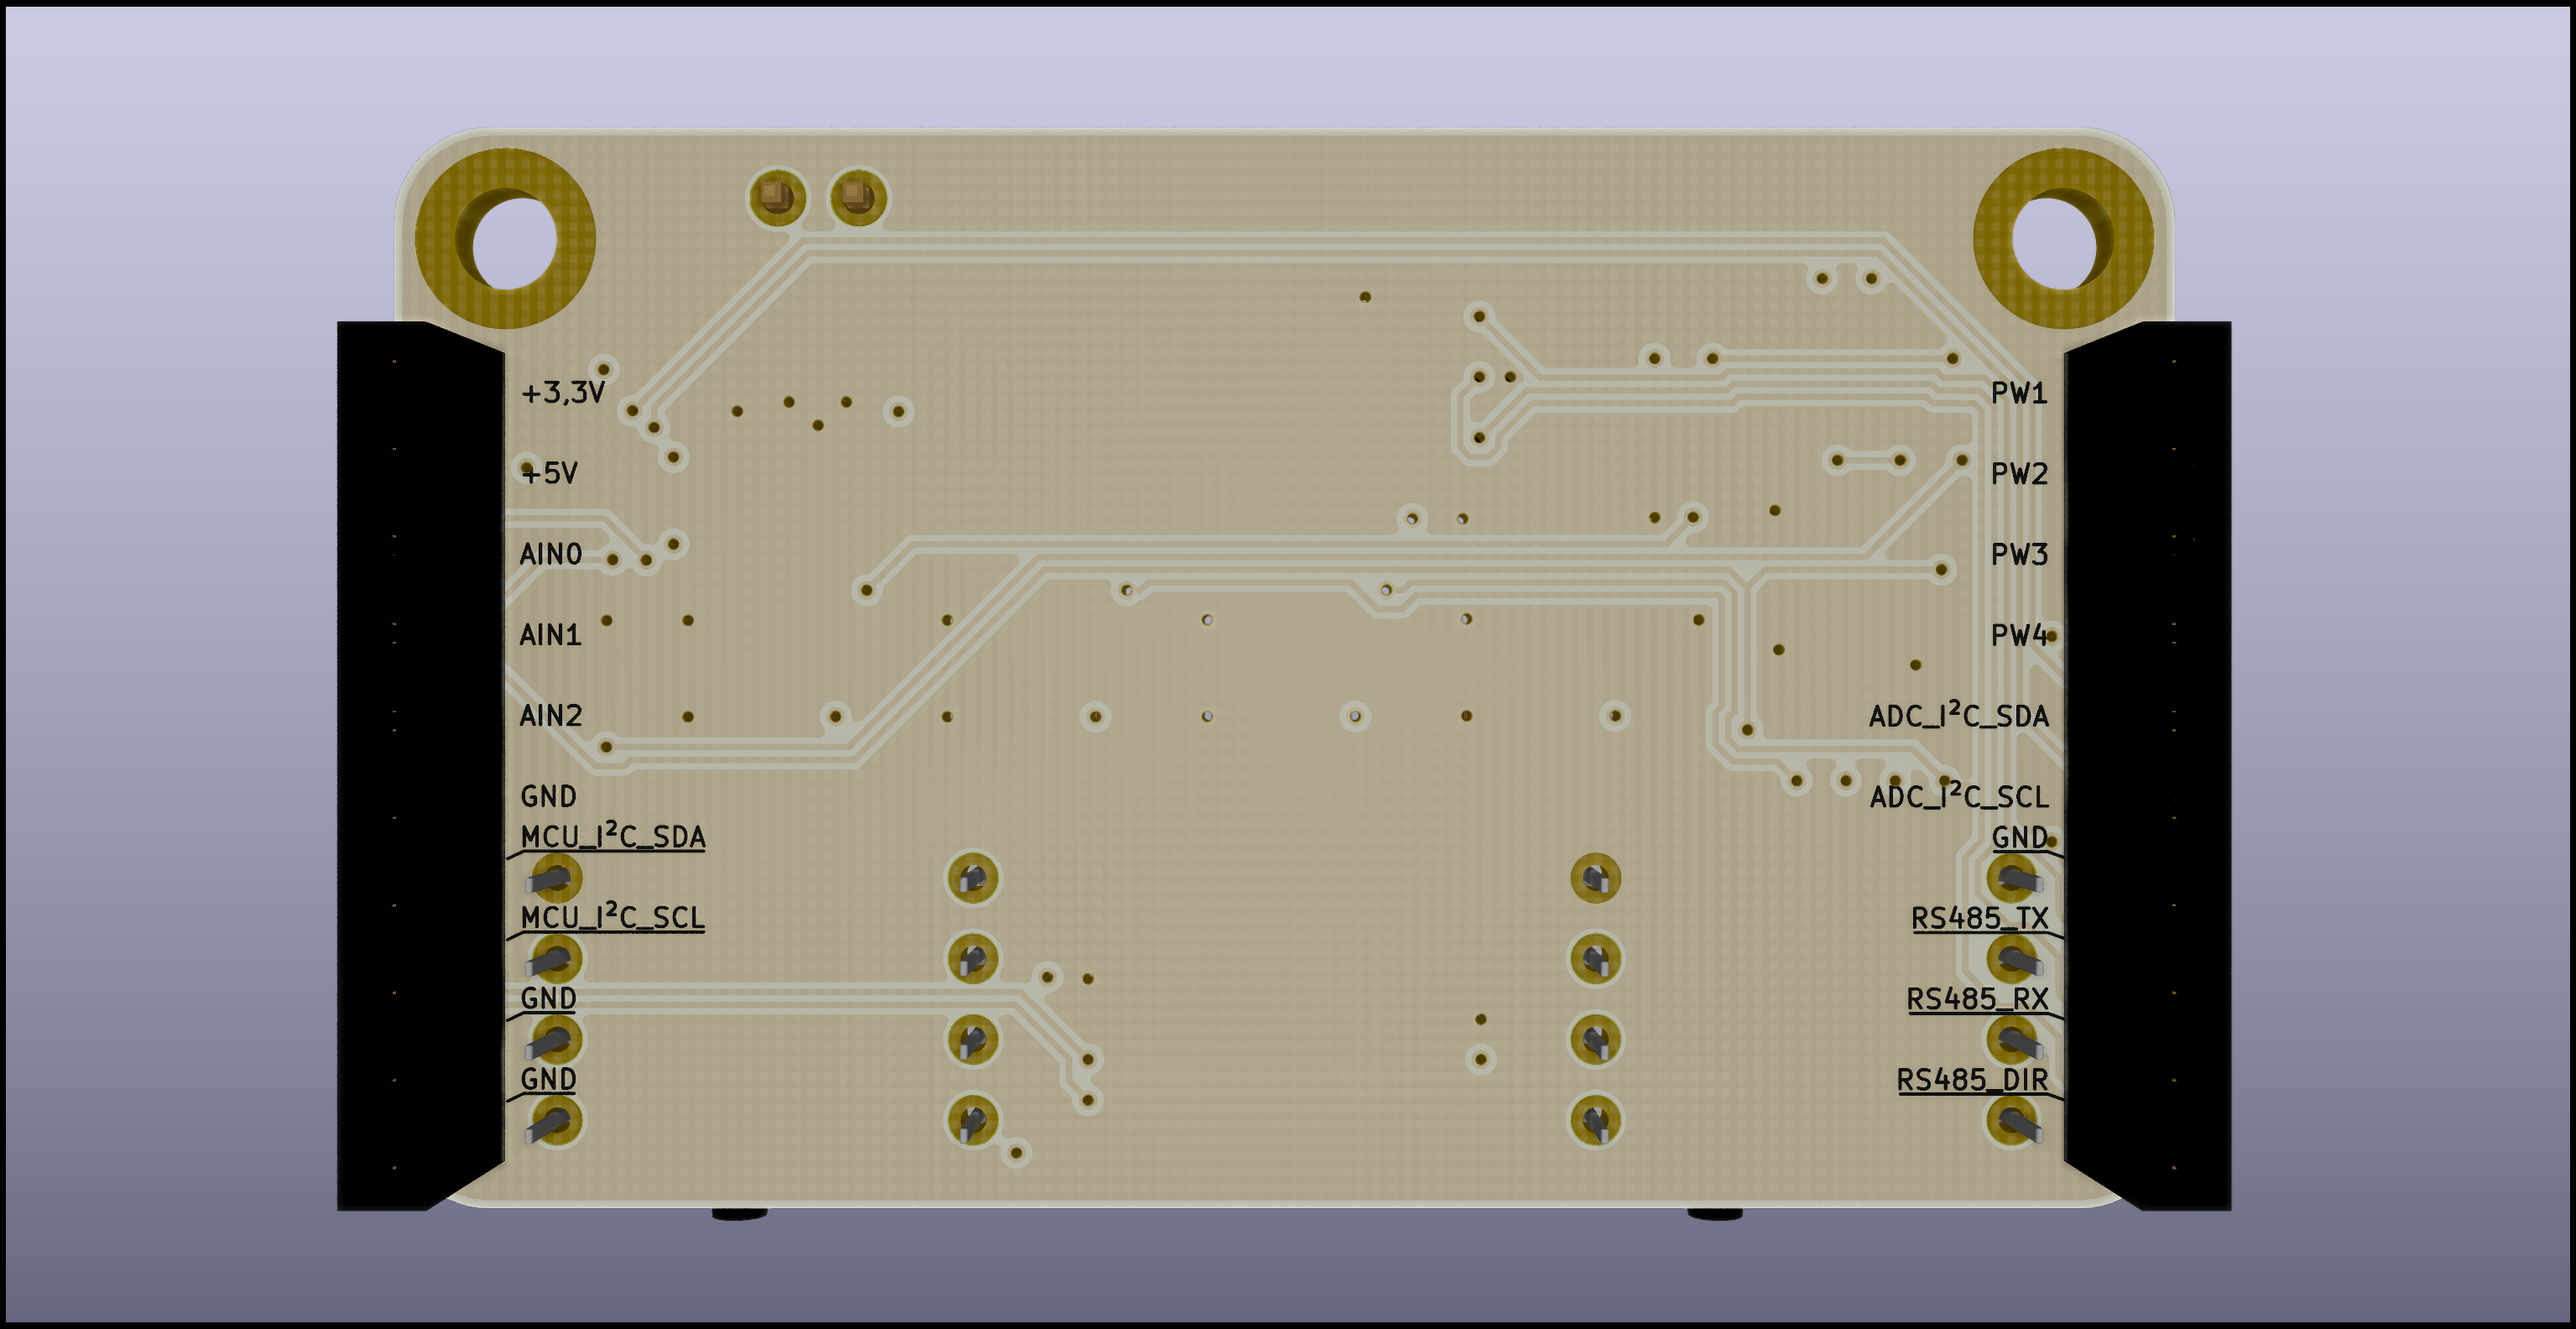 +3,3V
+5V
AIN0
AIN1
AIN2
GND
MCU_I²C_SDA
MCU_I²C_SCL
GND
GND
PW1
PW2
PW3
PW4
ADC_I²C_SDA
ADC_I²C_SCL
GND
RS485_TX
RS485_RX
RS485_DIR